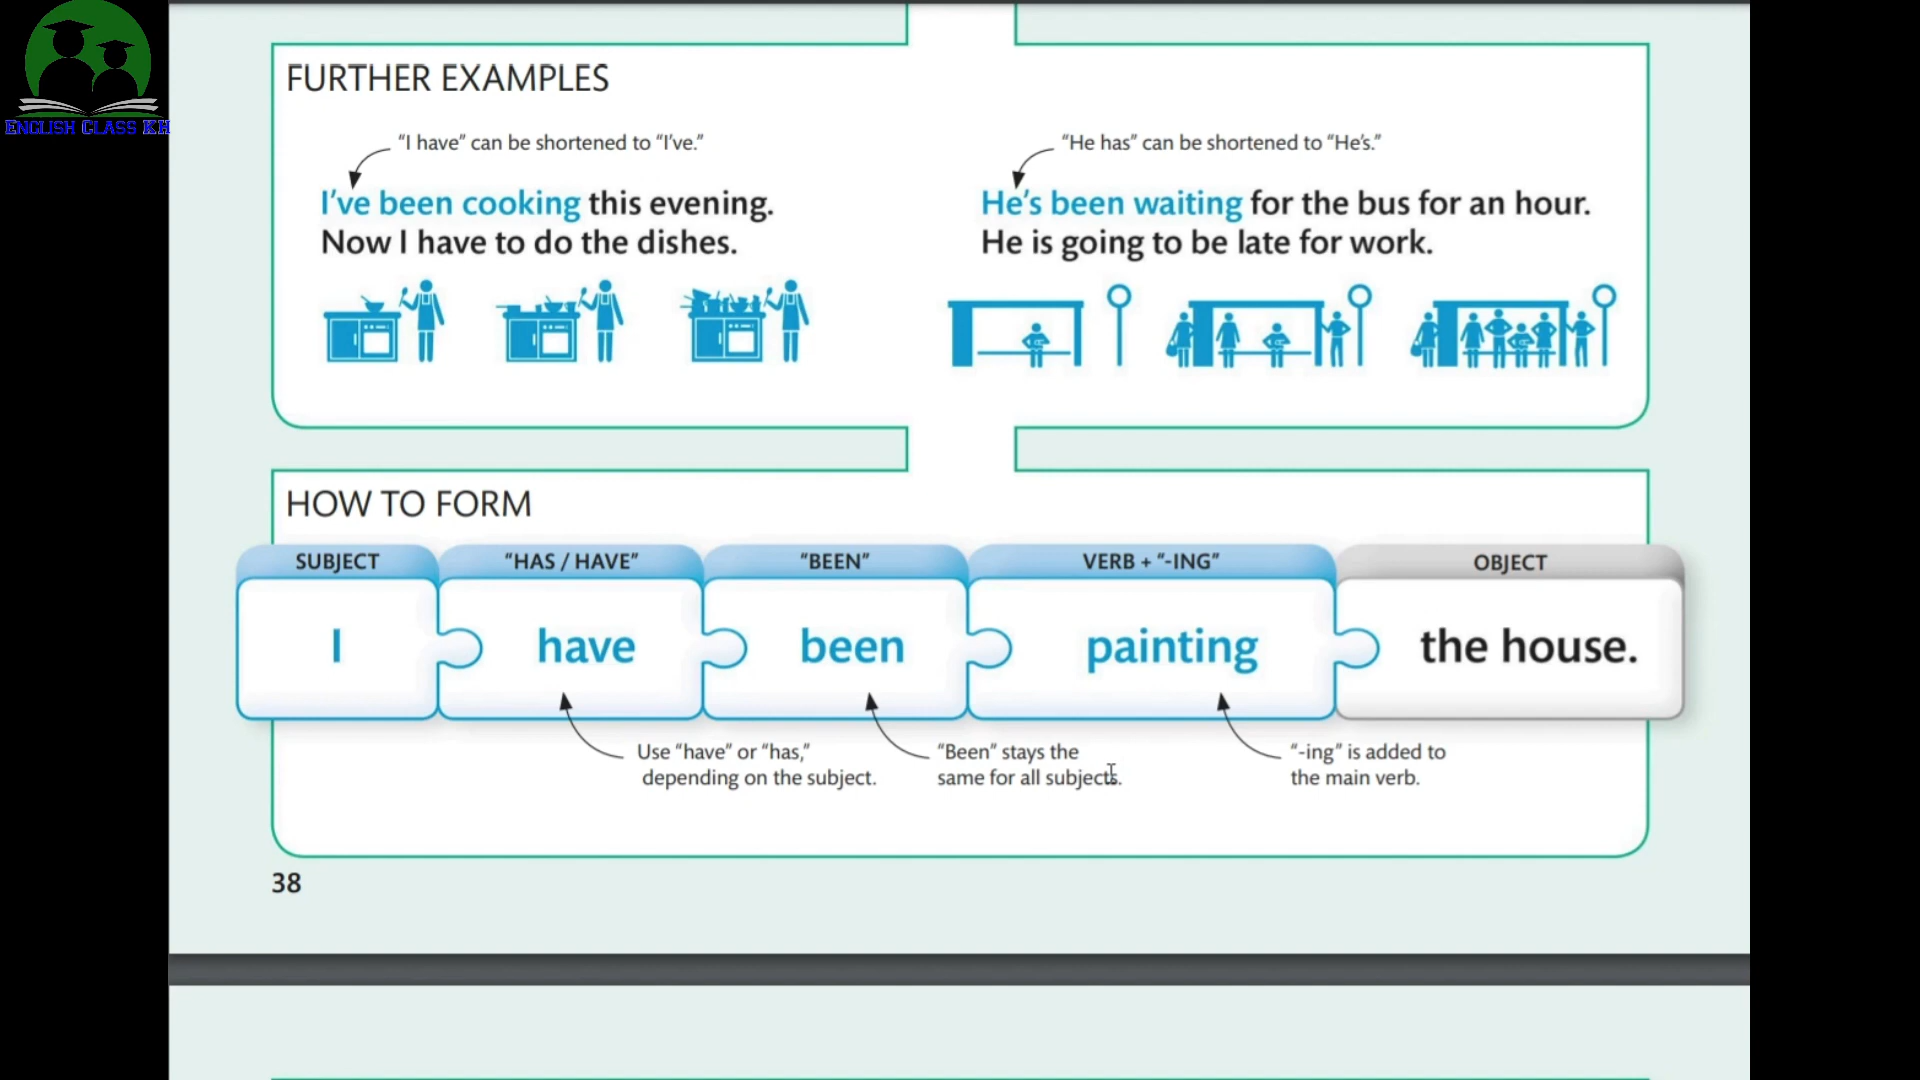 ENGLISH CLASS KH
FURTHER EXAMPLES
“I have” can be shortened to “I’ve.”
I’ve been cooking this evening.
Now I have to do the dishes.
“He has” can be shortened to “He’s.”
He’s been waiting for the bus for an hour.
He is going to be late for work.
HOW TO FORM
SUBJECT
“HAS / HAVE”
“BEEN”
VERB + “-ING”
OBJECT
I
have
been
painting
the house.
Use “have” or “has,”
depending on the subject.
“Been” stays the
same for all subjects.
“-ing” is added to
the main verb.
38